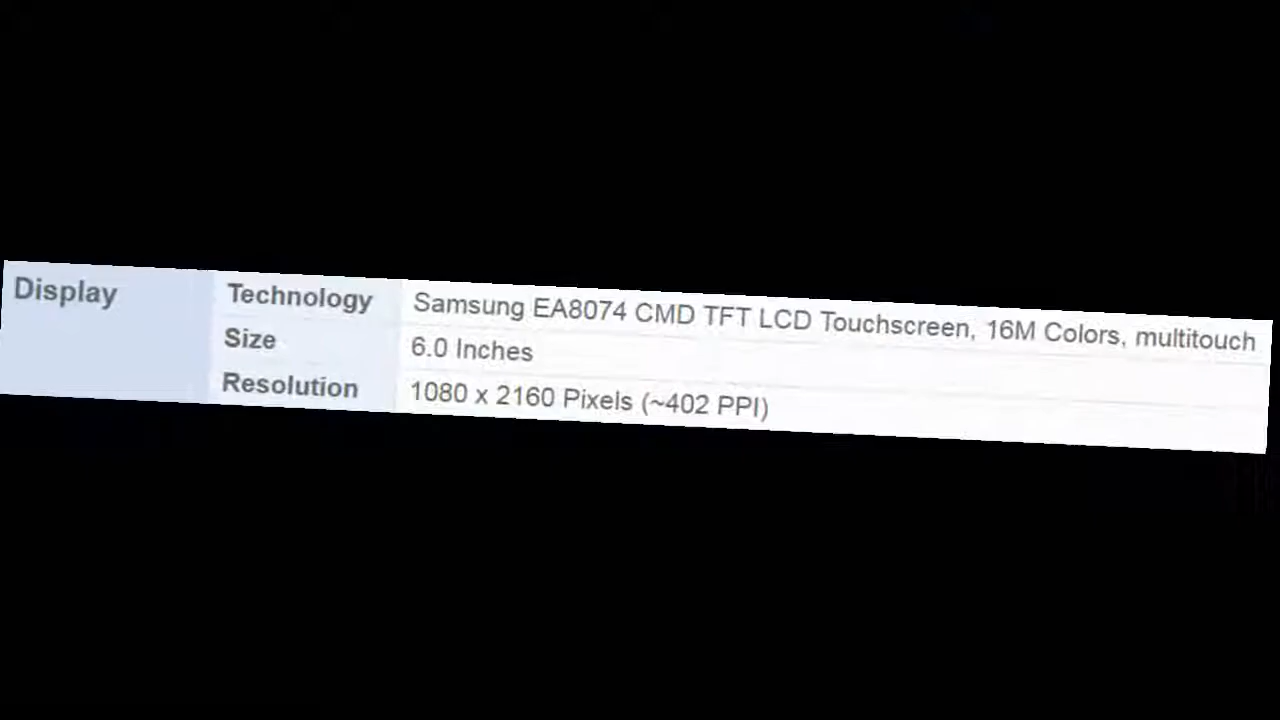 Display
Technology Samsung EA8074 CMD TFT LCD Touchscreen, 16M Colors, multitouch
Size 6.0 Inches
Resolution 1080 x 2160 Pixels (~402 PPI)